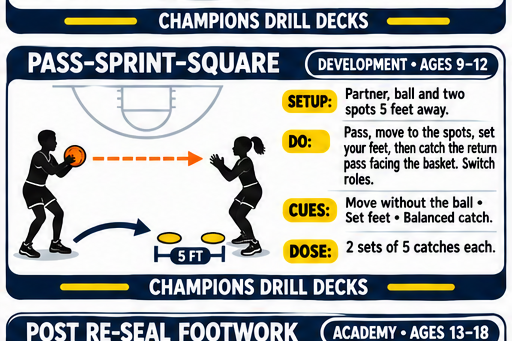 CHAMPIONS DRILL DECKS
PASS-SPRINT-SQUARE
DEVELOPMENT • AGES 9–12
SETUP: Partner, ball and two
spots 5 feet away.
DO: Pass, move to the spots, set
your feet, then catch the return
pass facing the basket. Switch
roles.
CUES: Move without the ball •
Set feet • Balanced catch.
DOSE: 2 sets of 5 catches each.
5 FT
CHAMPIONS DRILL DECKS
POST RE-SEAL FOOTWORK
ACADEMY • AGES 13–18